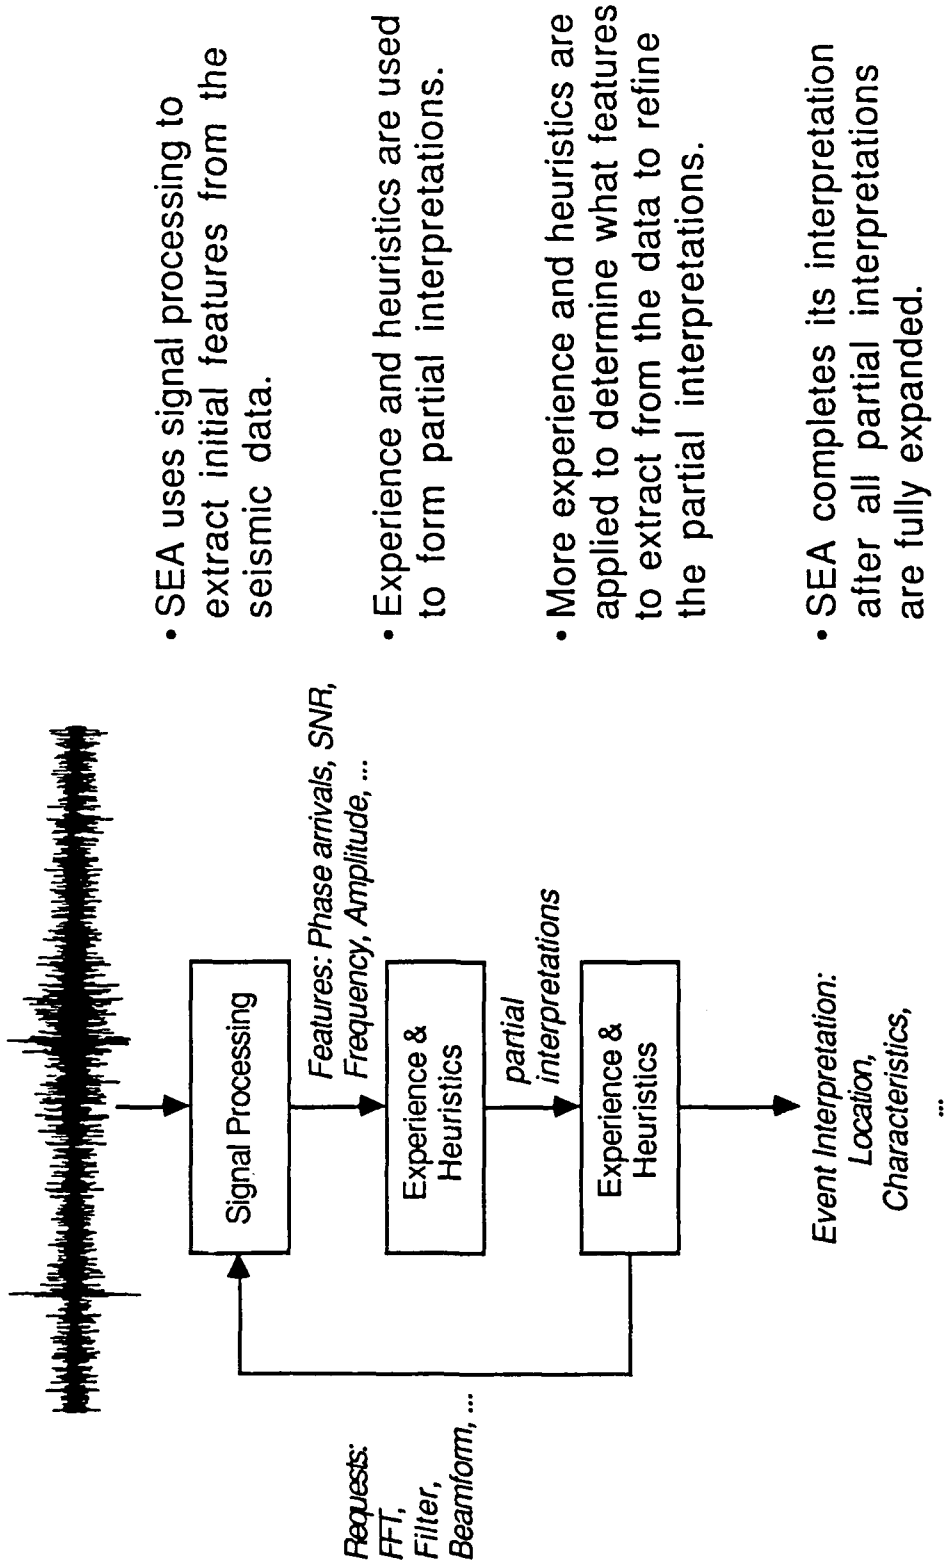 Signal Processing
Features: Phase arrivals, SNR,
Frequency, Amplitude, ...
Experience &
Heuristics
partial
interpretations
Experience &
Heuristics
Requests:
FFT,
Filter,
Beamform, ...
Event Interpretation:
Location,
Characteristics,
...
• SEA uses signal processing to
extract initial features from the
seismic data.
• Experience and heuristics are used
to form partial interpretations.
• More experience and heuristics are
applied to determine what features
to extract from the data to refine
the partial interpretations.
• SEA completes its interpretation
after all partial interpretations
are fully expanded.